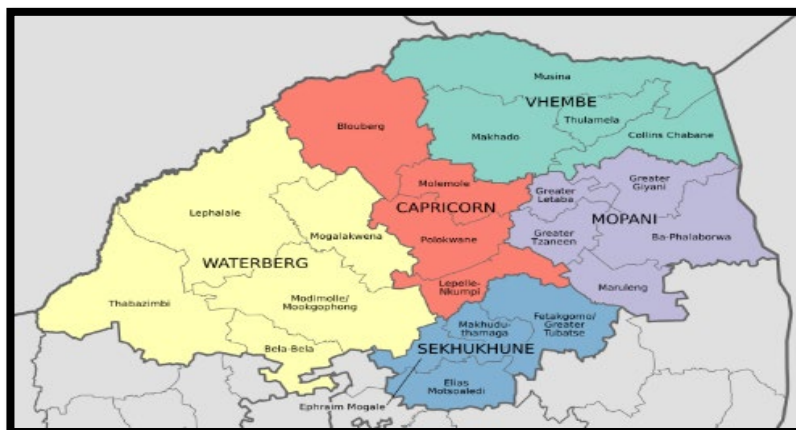 Musina
VHEMBE
Thulamela
Makhado
Collins Chabane
Blouberg
Molemole
CAPRICORN
Polokwane
Lepelle-
Nkumpi
Greater
Giyani
Greater
Letaba
MOPANI
Greater
Tzaneen
Ba-Phalaborwa
Maruleng
Lephalale
Mogalakwena
WATERBERG
Modimolle/
Mookgophong
Thabazimbi
Bela-Bela
Fetakgomo/
Greater
Tubatse
Makhudu-
thamaga
SEKHUKHUNE
Elias
Motsoaledi
Ephraim Mogale